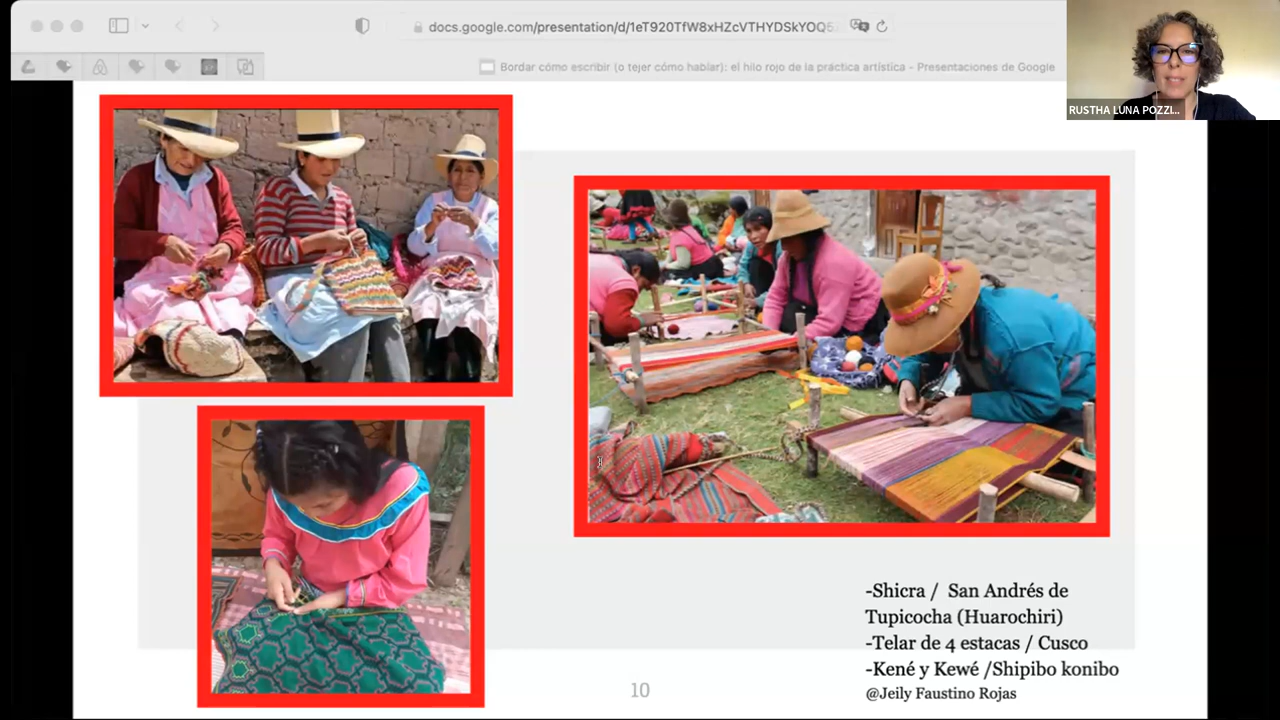 docs.google.com/presentation/d/1eT920TfW8xHZcVTHYDSkYOQ6
Bordar cómo escribir (o tejer cómo hablar): el hilo rojo de la práctica artística - Presentaciones de Google
RUSTHA LUNA POZZI...
-Shicra / San Andrés de
Tupicocha (Huarochiri)
-Telar de 4 estacas / Cusco
-Kené y Kewé /Shipibo konibo
@Jeily Faustino Rojas
10